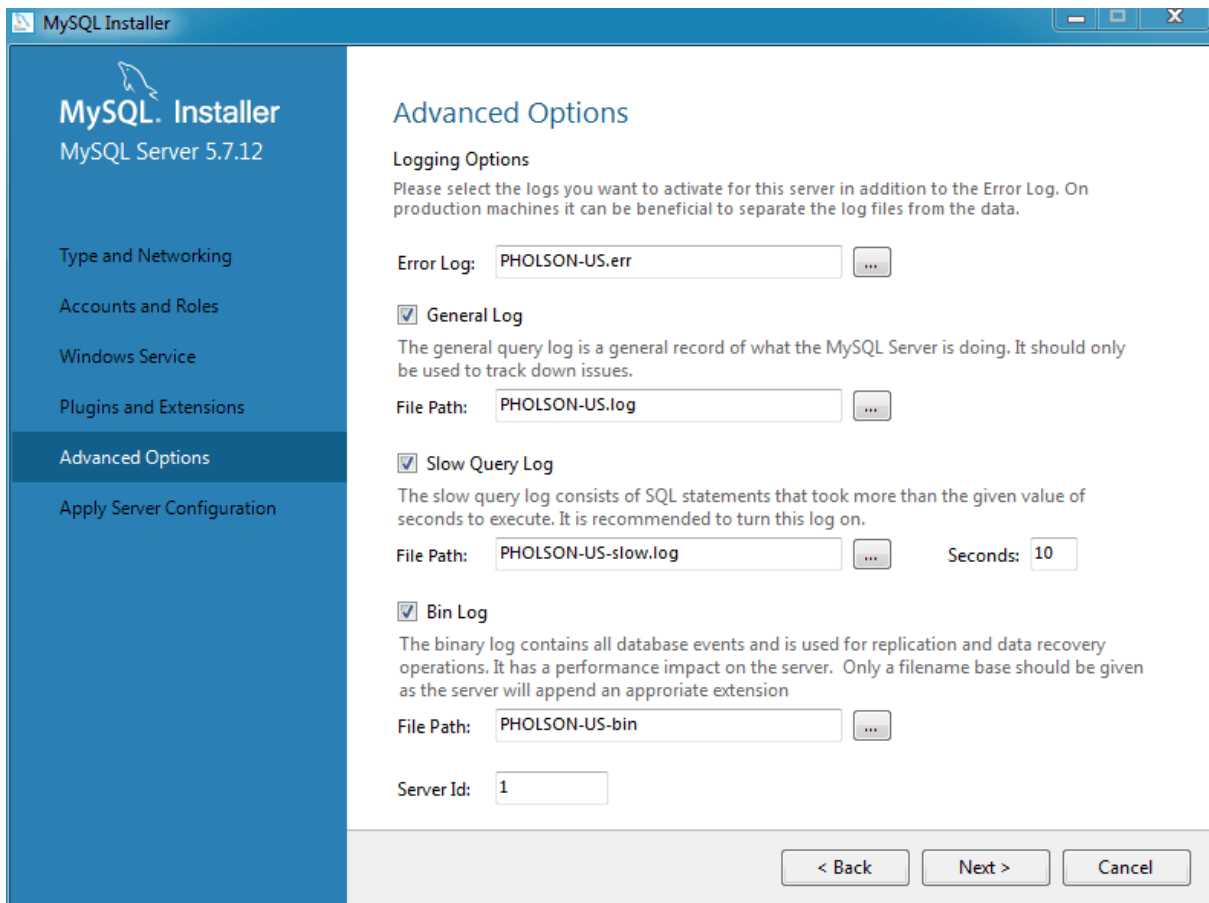 MySQL Installer
MySQL. Installer
MySQL Server 5.7.12
Type and Networking
Accounts and Roles
Windows Service
Plugins and Extensions
Advanced Options
Apply Server Configuration
Advanced Options
Logging Options
Please select the logs you want to activate for this server in addition to the Error Log. On
production machines it can be beneficial to separate the log files from the data.
Error Log: PHOLSON-US.err ...
General Log
The general query log is a general record of what the MySQL Server is doing. It should only
be used to track down issues.
File Path: PHOLSON-US.log ...
Slow Query Log
The slow query log consists of SQL statements that took more than the given value of
seconds to execute. It is recommended to turn this log on.
File Path: PHOLSON-US-slow.log ... Seconds: 10
Bin Log
The binary log contains all database events and is used for replication and data recovery
operations. It has a performance impact on the server.  Only a filename base should be given
as the server will append an approriate extension
File Path: PHOLSON-US-bin ...
Server Id: 1
< Back Next > Cancel